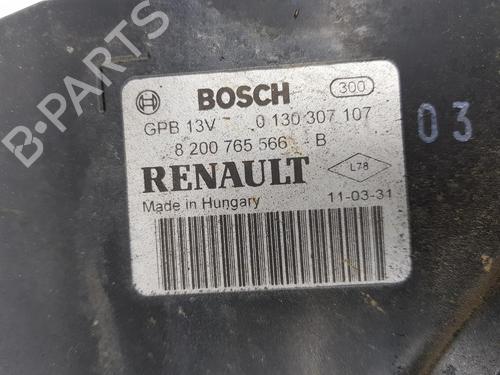 B-PARTS
BOSCH 300
GPB 13V 0 130 307 107
8 200 765 566 B
RENAULT L78
Made in Hungary 11-03-31
03